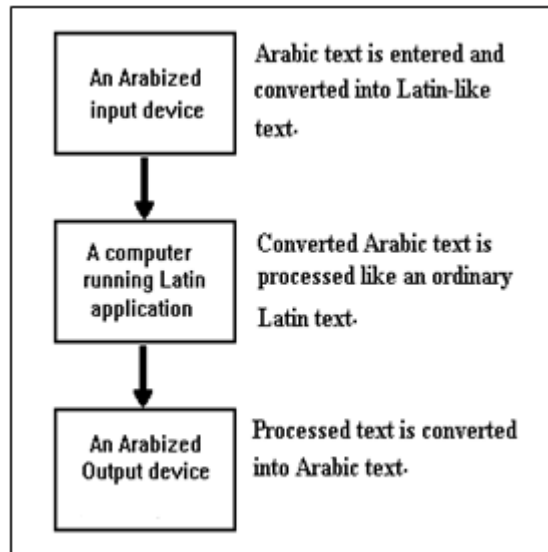 An Arabized
input device
Arabic text is entered and
converted into Latin-like
text.
A computer
running Latin
application
Converted Arabic text is
processed like an ordinary
Latin text.
An Arabized
Output device
Processed text is converted
into Arabic text.